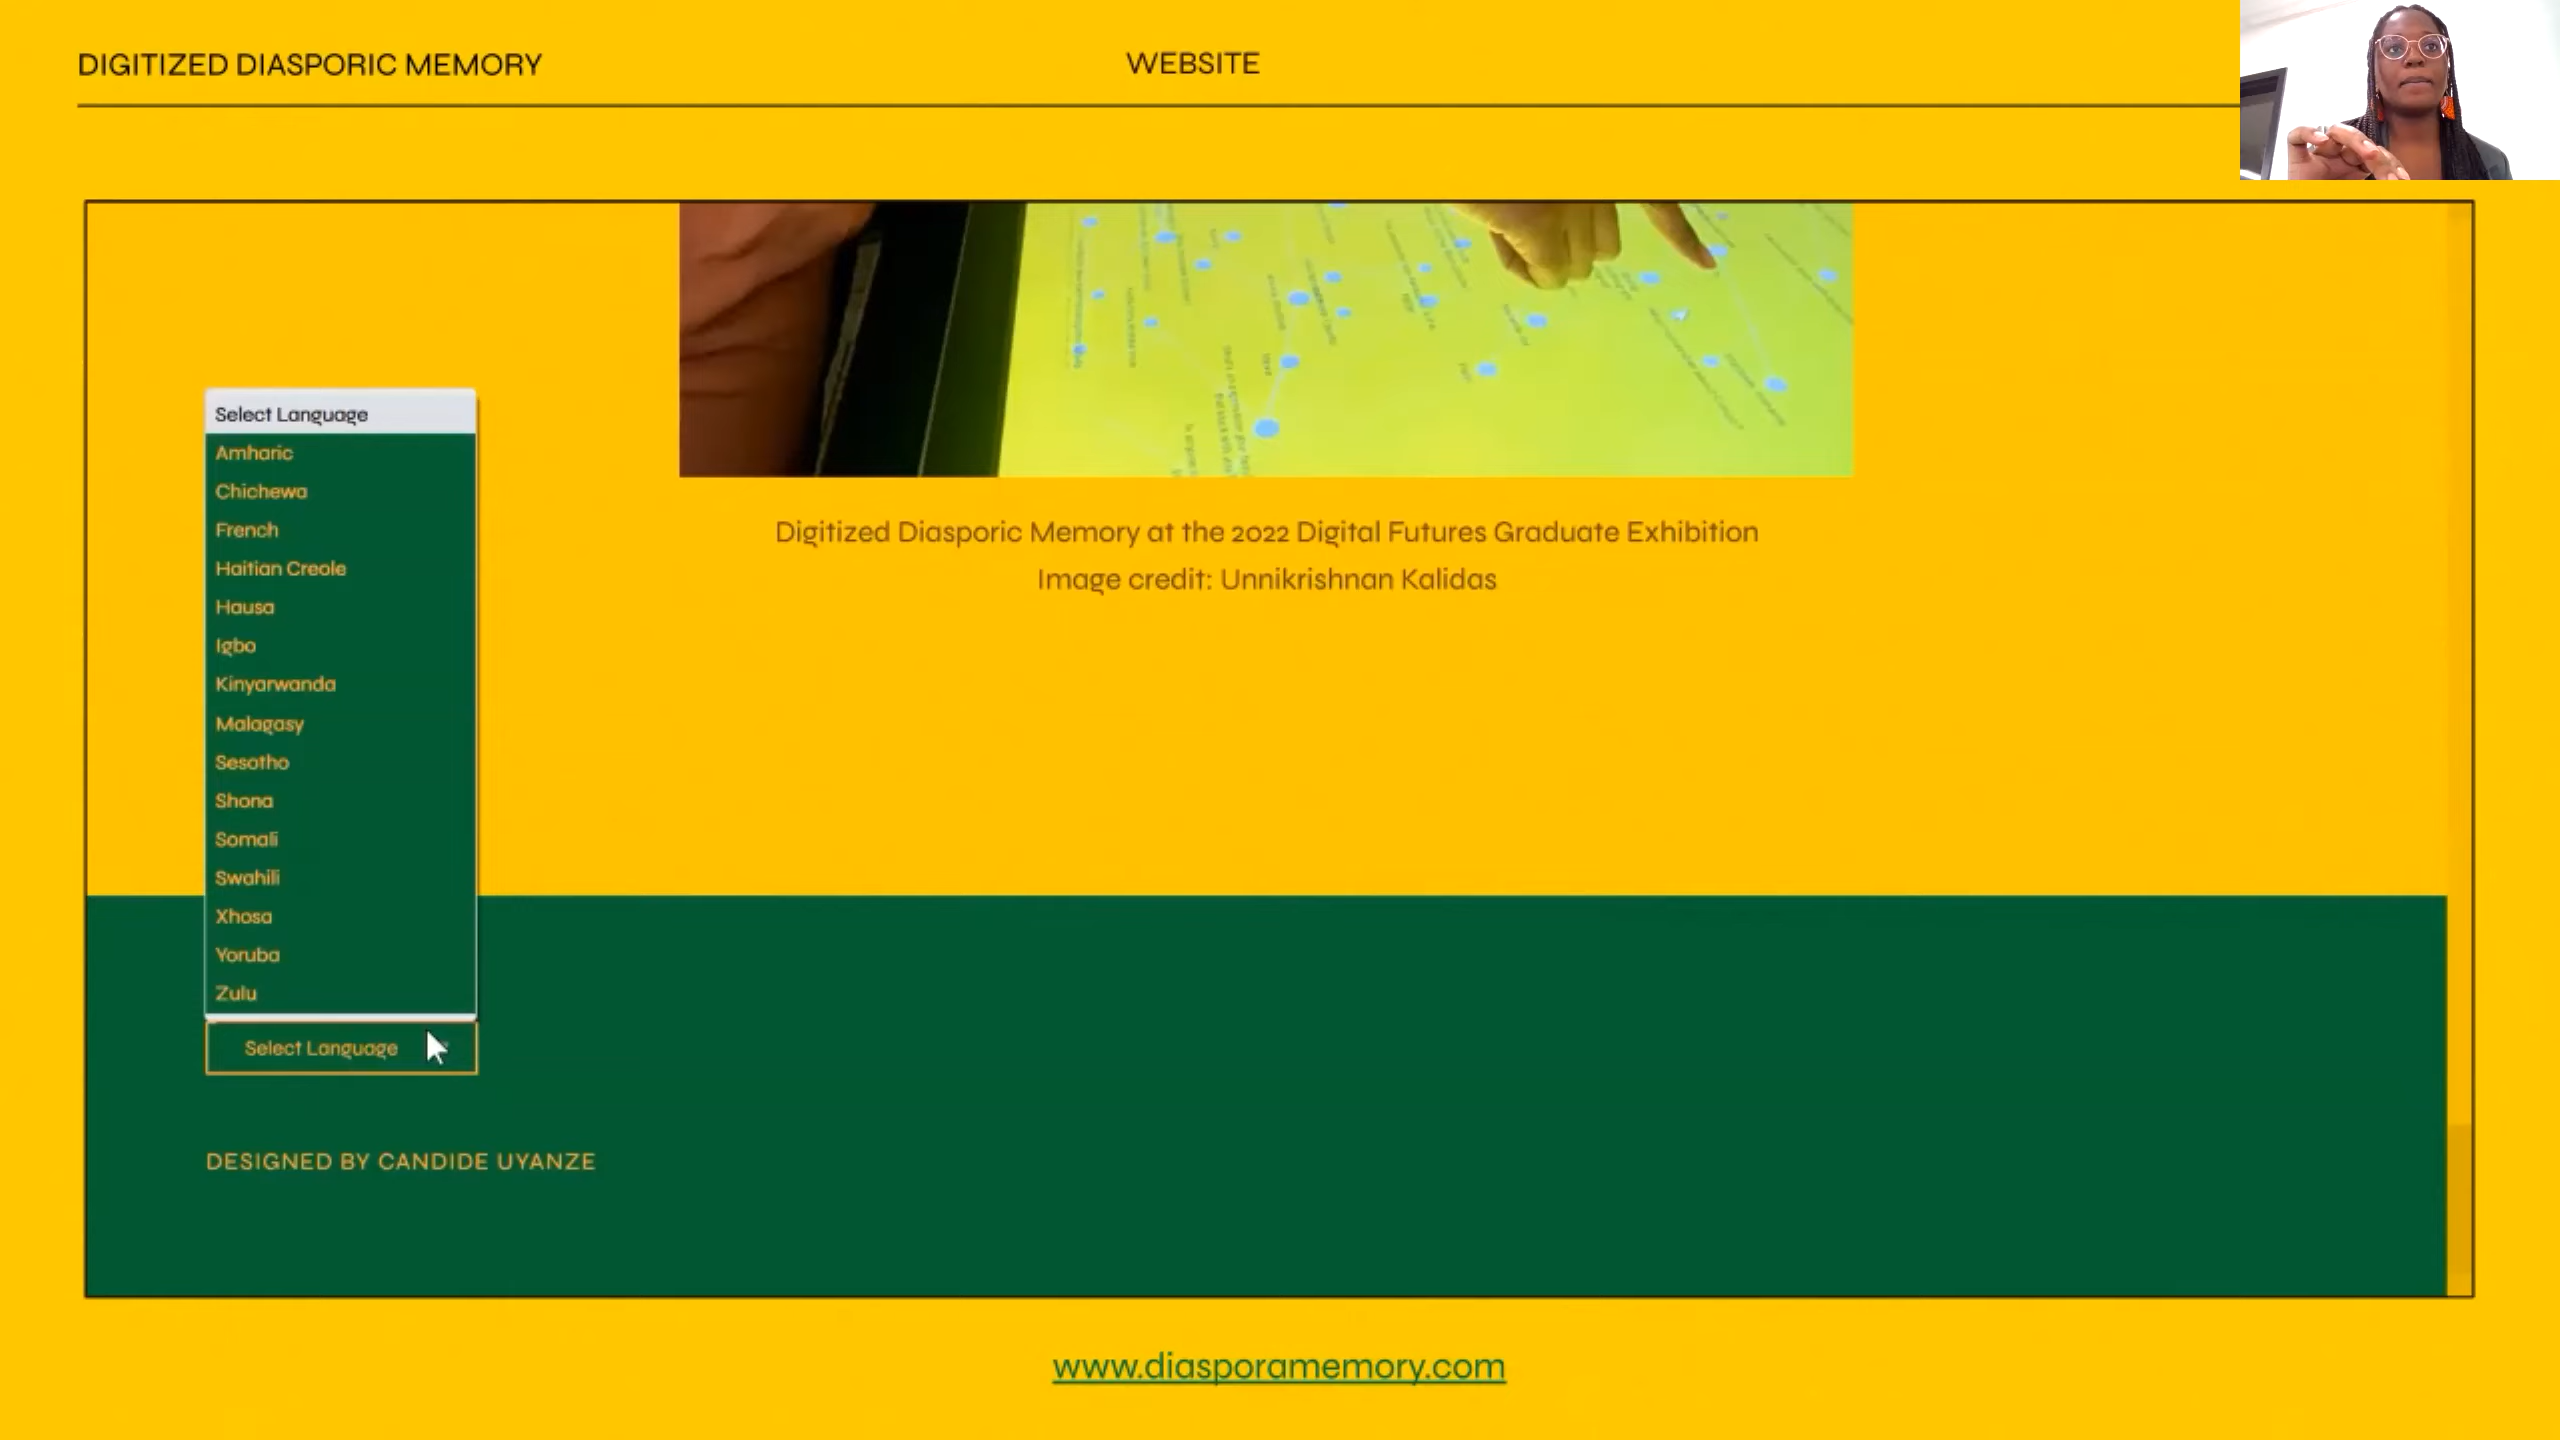 DIGITIZED DIASPORIC MEMORY
WEBSITE
Select Language
Amharic
Chichewa
French
Haitian Creole
Hausa
Igbo
Kinyarwanda
Malagasy
Sesotho
Shona
Somali
Swahili
Xhosa
Yoruba
Zulu
Select Language
Digitized Diasporic Memory at the 2022 Digital Futures Graduate Exhibition
Image credit: Unnikrishnan Kalidas
DESIGNED BY CANDIDE UYANZE
www.diasporamemory.com